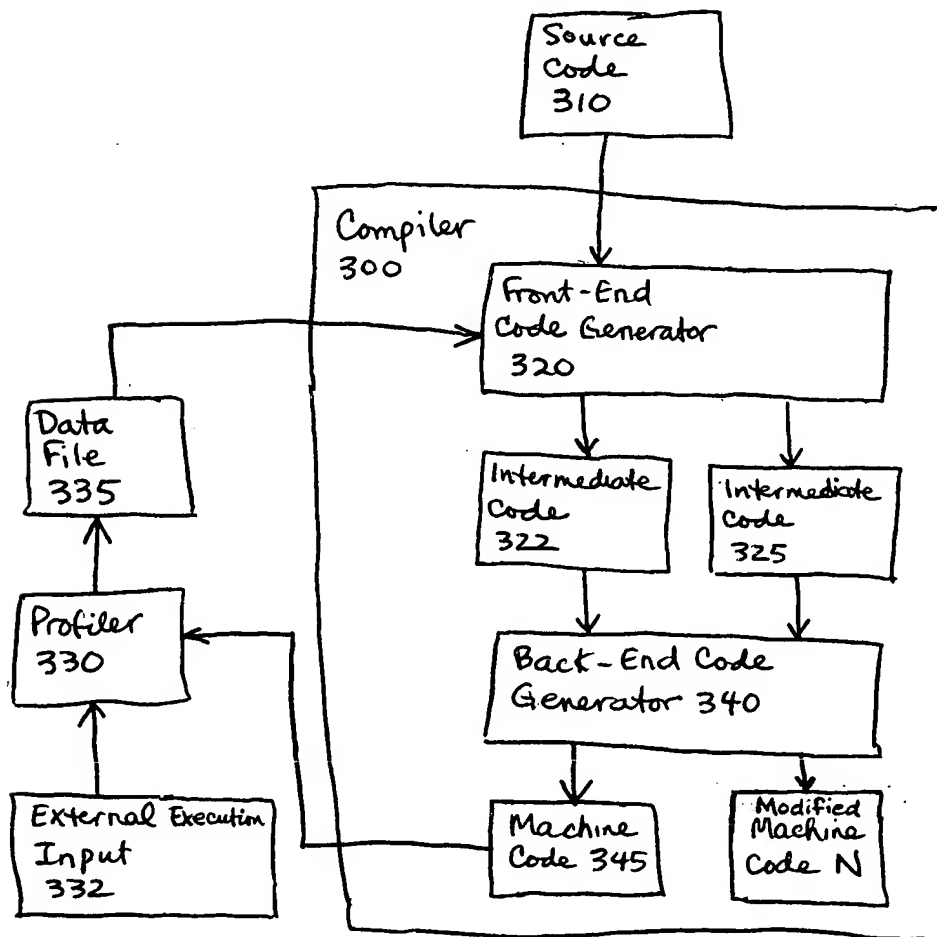 Source
Code
310
Compiler
300
Front-End
Code Generator
320
Data
File
335
Intermediate
Code
322
Intermediate
Code
325
Profiler
330
Back-End Code
Generator 340
External Execution
Input
332
Machine
Code 345
Modified
Machine
Code N